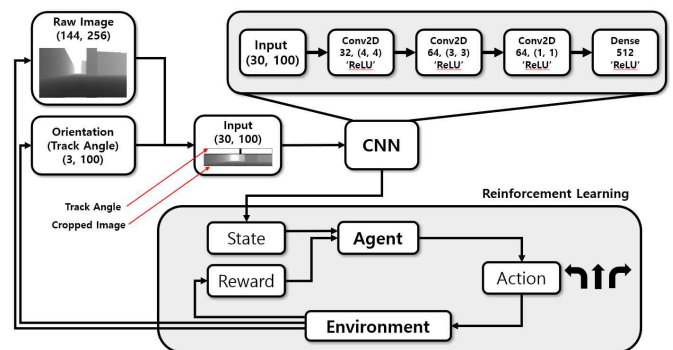 Raw Image
(144, 256)
Orientation
(Track Angle)
(3, 100)
Input
(30, 100)
Track Angle
Cropped Image
Input
(30, 100)
Conv2D
32, (4, 4)
‘ReLU’
Conv2D
64, (3, 3)
‘ReLU’
Conv2D
64, (1, 1)
‘ReLU’
Dense
512
‘ReLU’
CNN
Reinforcement Learning
State
Agent
Reward
Action
Environment